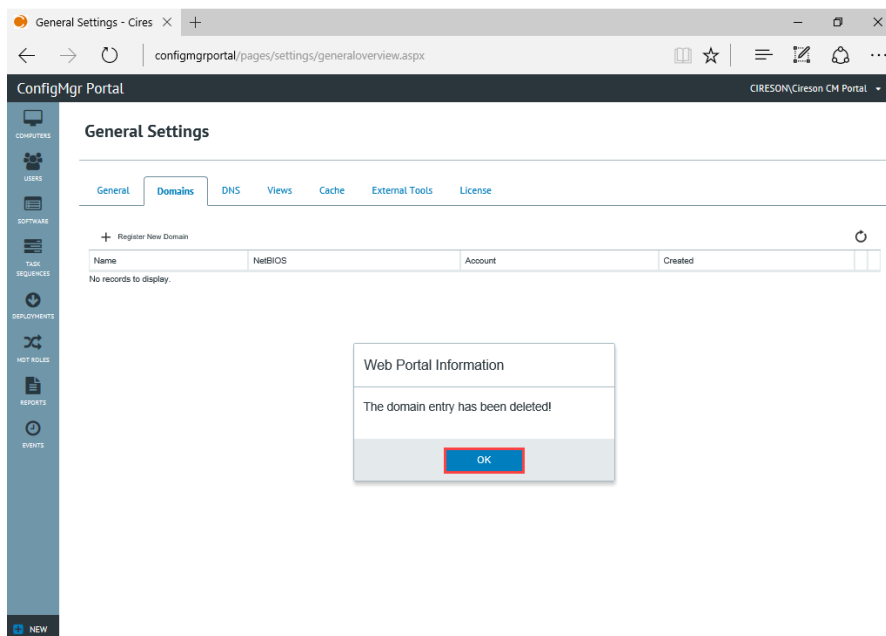 General Settings - Cires
configmgrportal/pages/settings/generaloverview.aspx
ConfigMgr Portal
CIRESON\Cireson CM Portal
COMPUTERS
USERS
SOFTWARE
TASK
SEQUENCES
DEPLOYMENTS
MDT ROLES
REPORTS
EVENTS
NEW
General Settings
General Domains DNS Views Cache External Tools License
Register New Domain
Name NetBIOS Account Created
No records to display.
Web Portal Information
The domain entry has been deleted!
OK